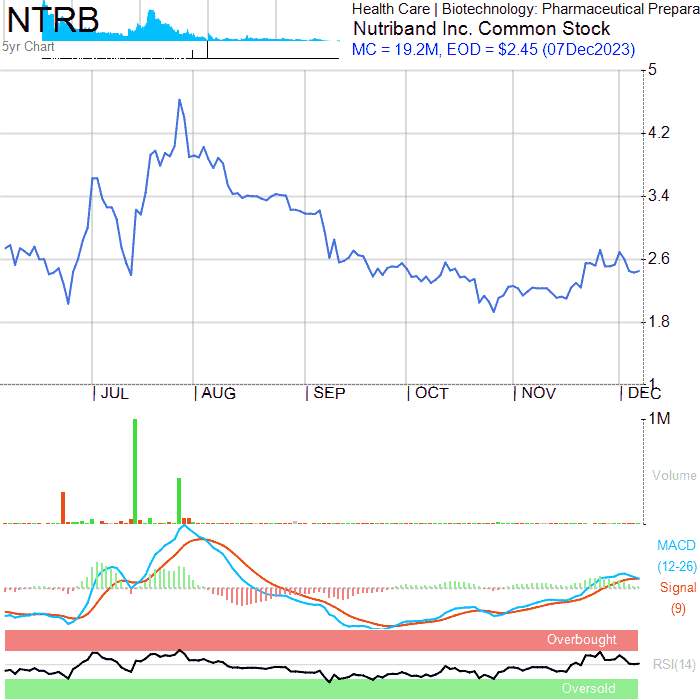 NTRB
5yr Chart
Health Care | Biotechnology: Pharmaceutical Prepara
Nutriband Inc. Common Stock
MC = 19.2M, EOD = $2.45 (07Dec2023)
5
4.2
3.4
2.6
1.8
1
JUL
AUG
SEP
OCT
NOV
DEC
1M
Volume
MACD
(12-26)
Signal
(9)
Overbought
RSI(14)
Oversold